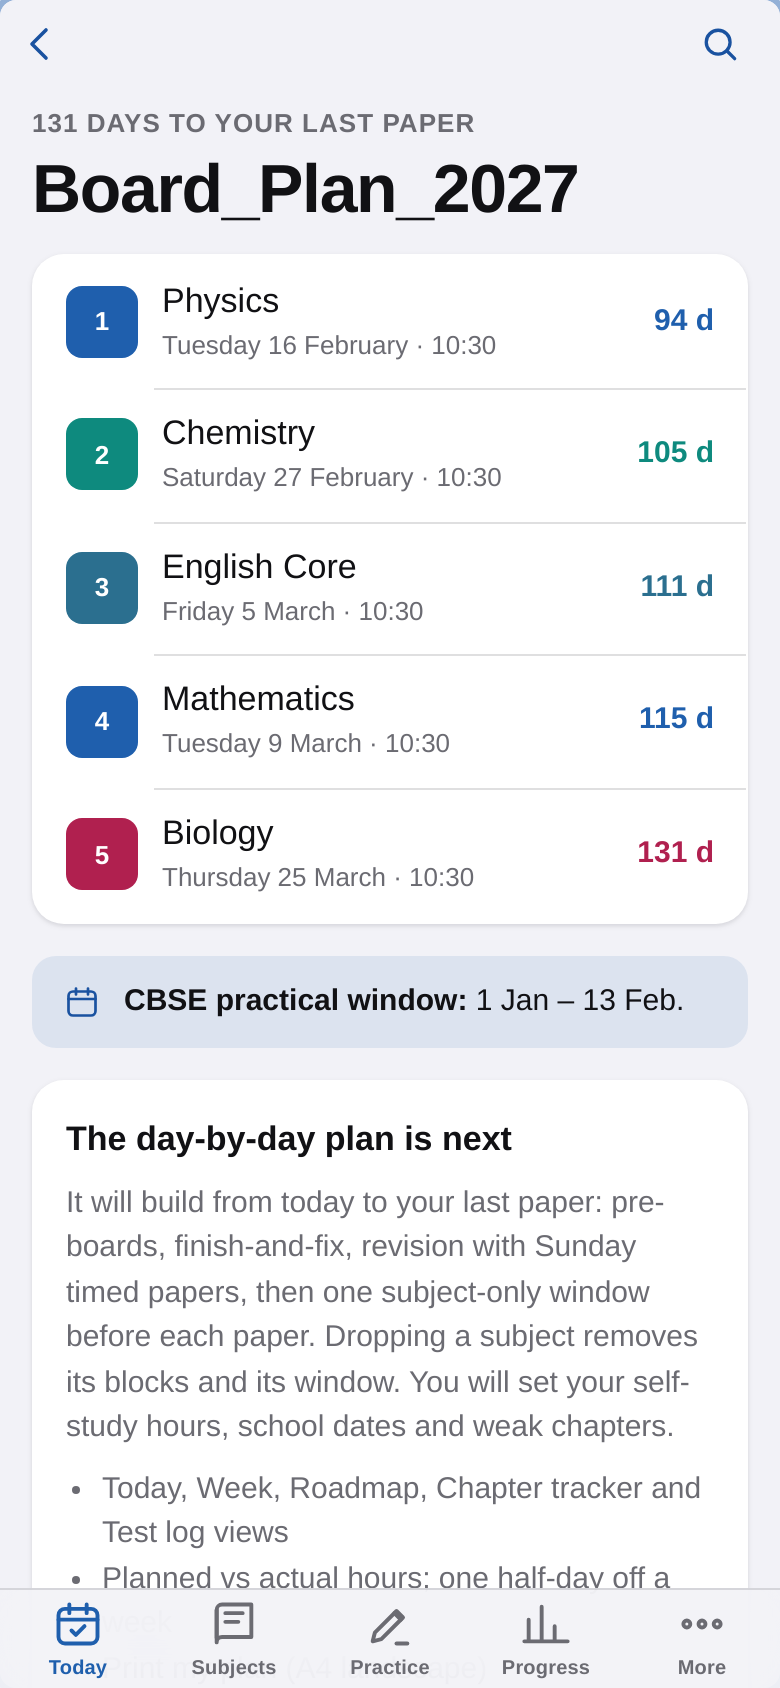 131 DAYS TO YOUR LAST PAPER
Board_Plan_2027
1
Physics
94 d
Tuesday 16 February · 10:30
2
Chemistry
105 d
Saturday 27 February · 10:30
3
English Core
111 d
Friday 5 March · 10:30
4
Mathematics
115 d
Tuesday 9 March · 10:30
5
Biology
131 d
Thursday 25 March · 10:30
CBSE practical window: 1 Jan – 13 Feb.
The day-by-day plan is next
It will build from today to your last paper: pre-
boards, finish-and-fix, revision with Sunday
timed papers, then one subject-only window
before each paper. Dropping a subject removes
its blocks and its window. You will set your self-
study hours, school dates and weak chapters.
• Today, Week, Roadmap, Chapter tracker and
Test log views
• Planned vs actual hours; one half-day off a
week
Print my plan (A4 landscape)
Today Subjects Practice Progress More